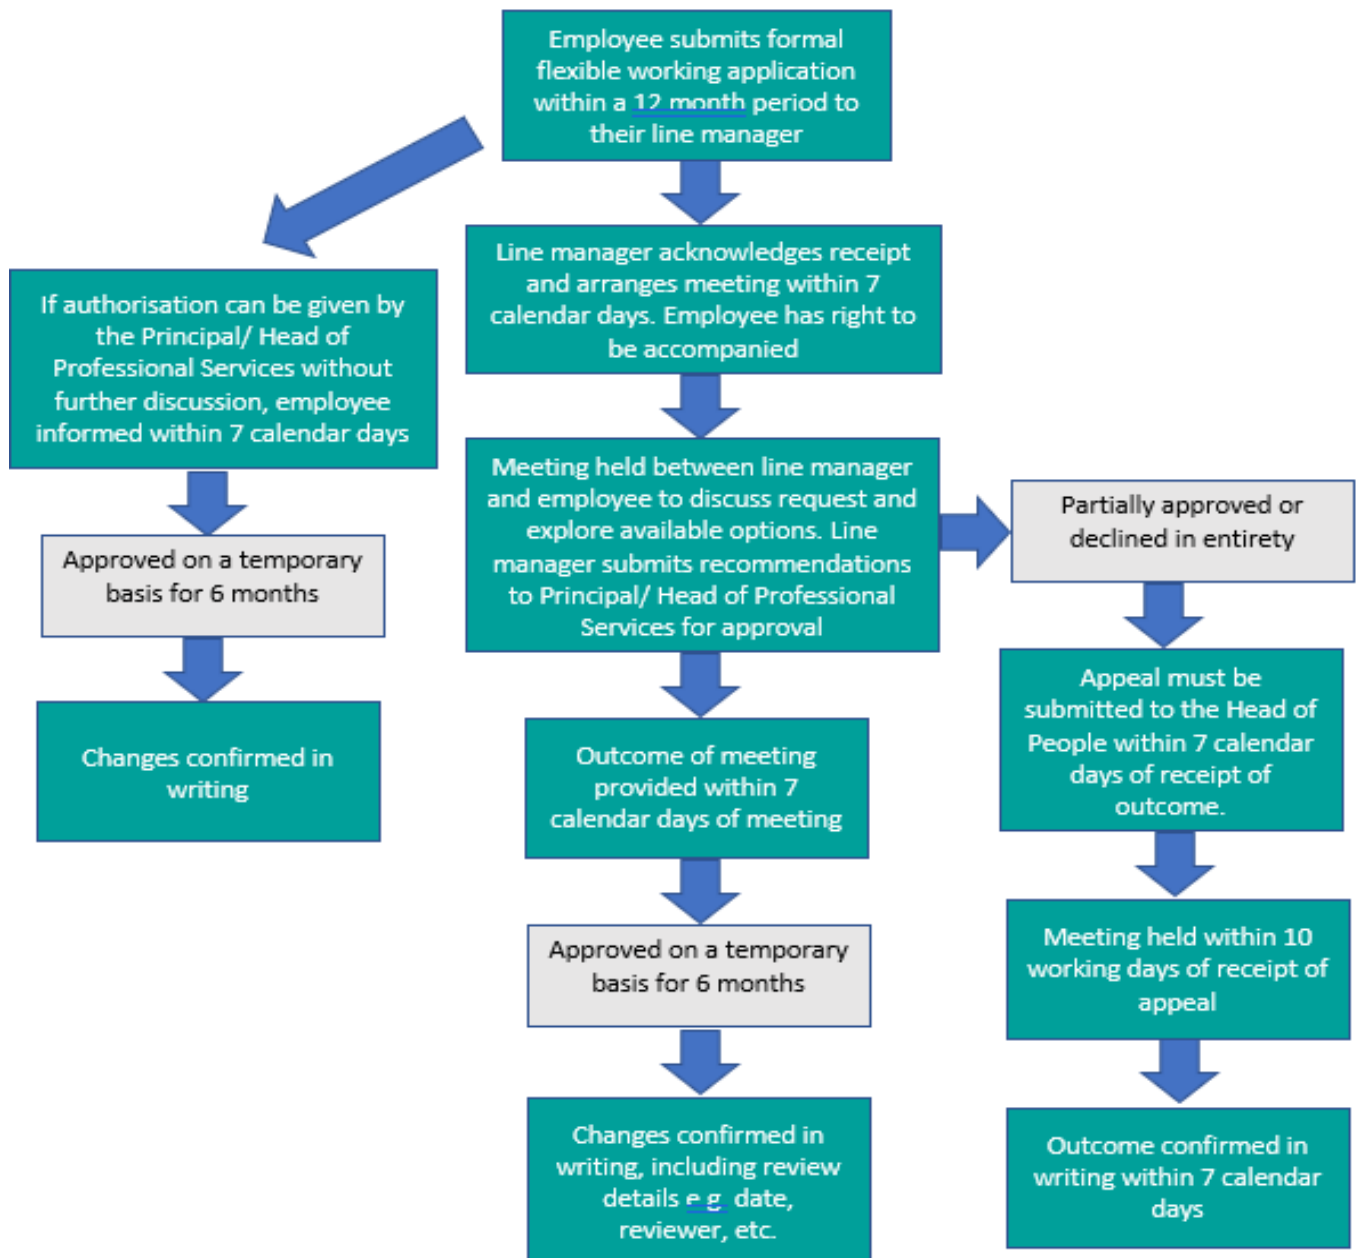 Employee submits formal
flexible working application
within a 12 month period to
their line manager
If authorisation can be given by
the Principal/ Head of
Professional Services without
further discussion, employee
informed within 7 calendar days
Approved on a temporary
basis for 6 months
Changes confirmed in
writing
Line manager acknowledges receipt
and arranges meeting within 7
calendar days. Employee has right to
be accompanied
Meeting held between line manager
and employee to discuss request and
explore available options. Line
manager submits recommendations
to Principal/ Head of Professional
Services for approval
Outcome of meeting
provided within 7
calendar days of meeting
Approved on a temporary
basis for 6 months
Changes confirmed in
writing, including review
details e.g. date,
reviewer, etc.
Partially approved or
declined in entirety
Appeal must be
submitted to the Head of
People within 7 calendar
days of receipt of
outcome.
Meeting held within 10
working days of receipt of
appeal
Outcome confirmed in
writing within 7 calendar
days